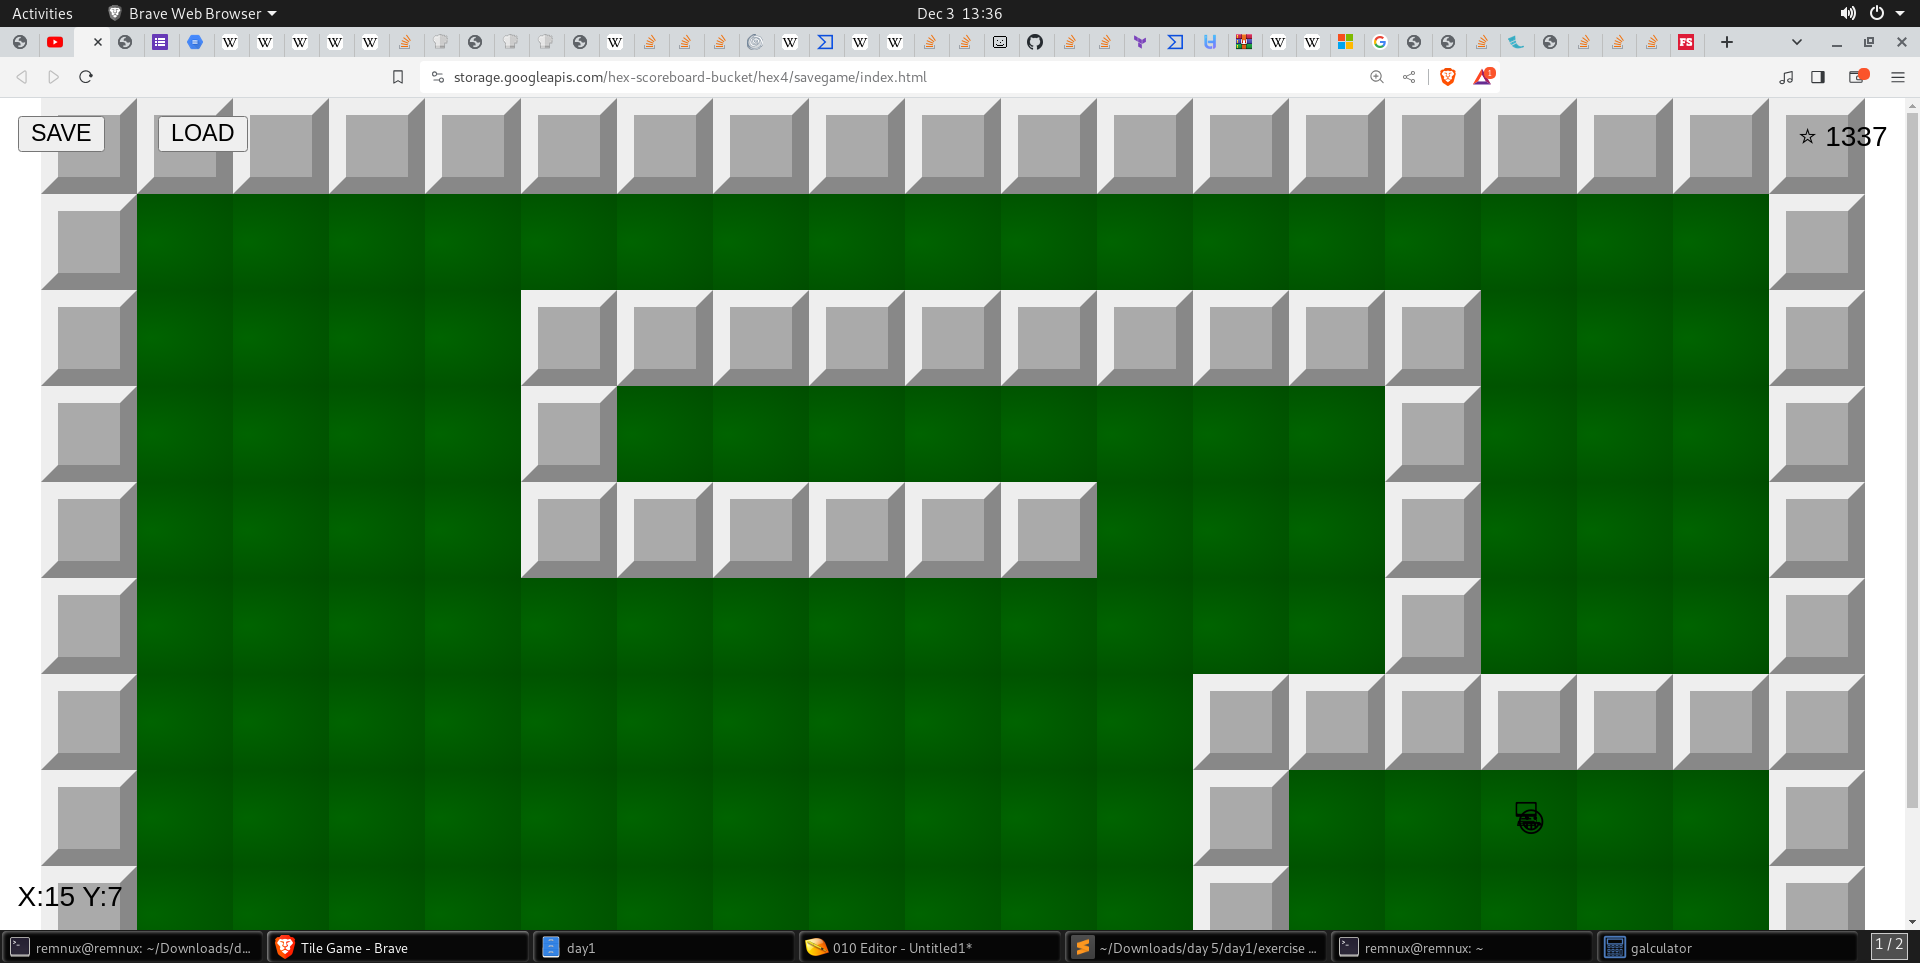 Activities
Brave Web Browser
Dec 3 13:36
storage.googleapis.com/hex-scoreboard-bucket/hex4/savegame/index.html
1
SAVE
LOAD
☆ 1337
X:15 Y:7
remnux@remnux: ~/Downloads/d...
Tile Game - Brave
day1
010 Editor - Untitled1*
~/Downloads/day 5/day1/exercise ...
remnux@remnux: ~
galculator
1 / 2